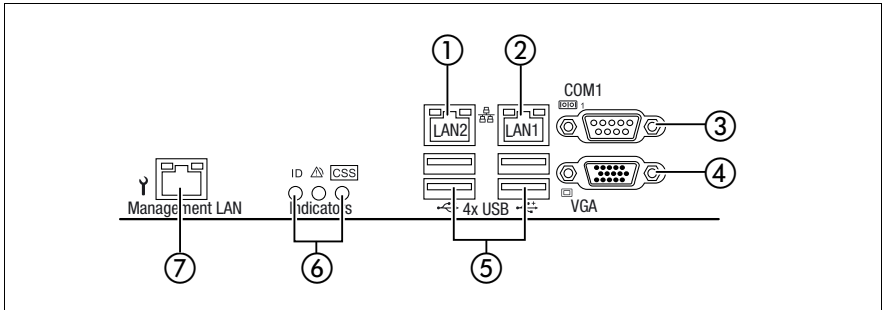 1 2
COM1
1
LAN2 LAN1
3
4
ID CSS
Management LAN Indicators 4x USB VGA
7 6 5